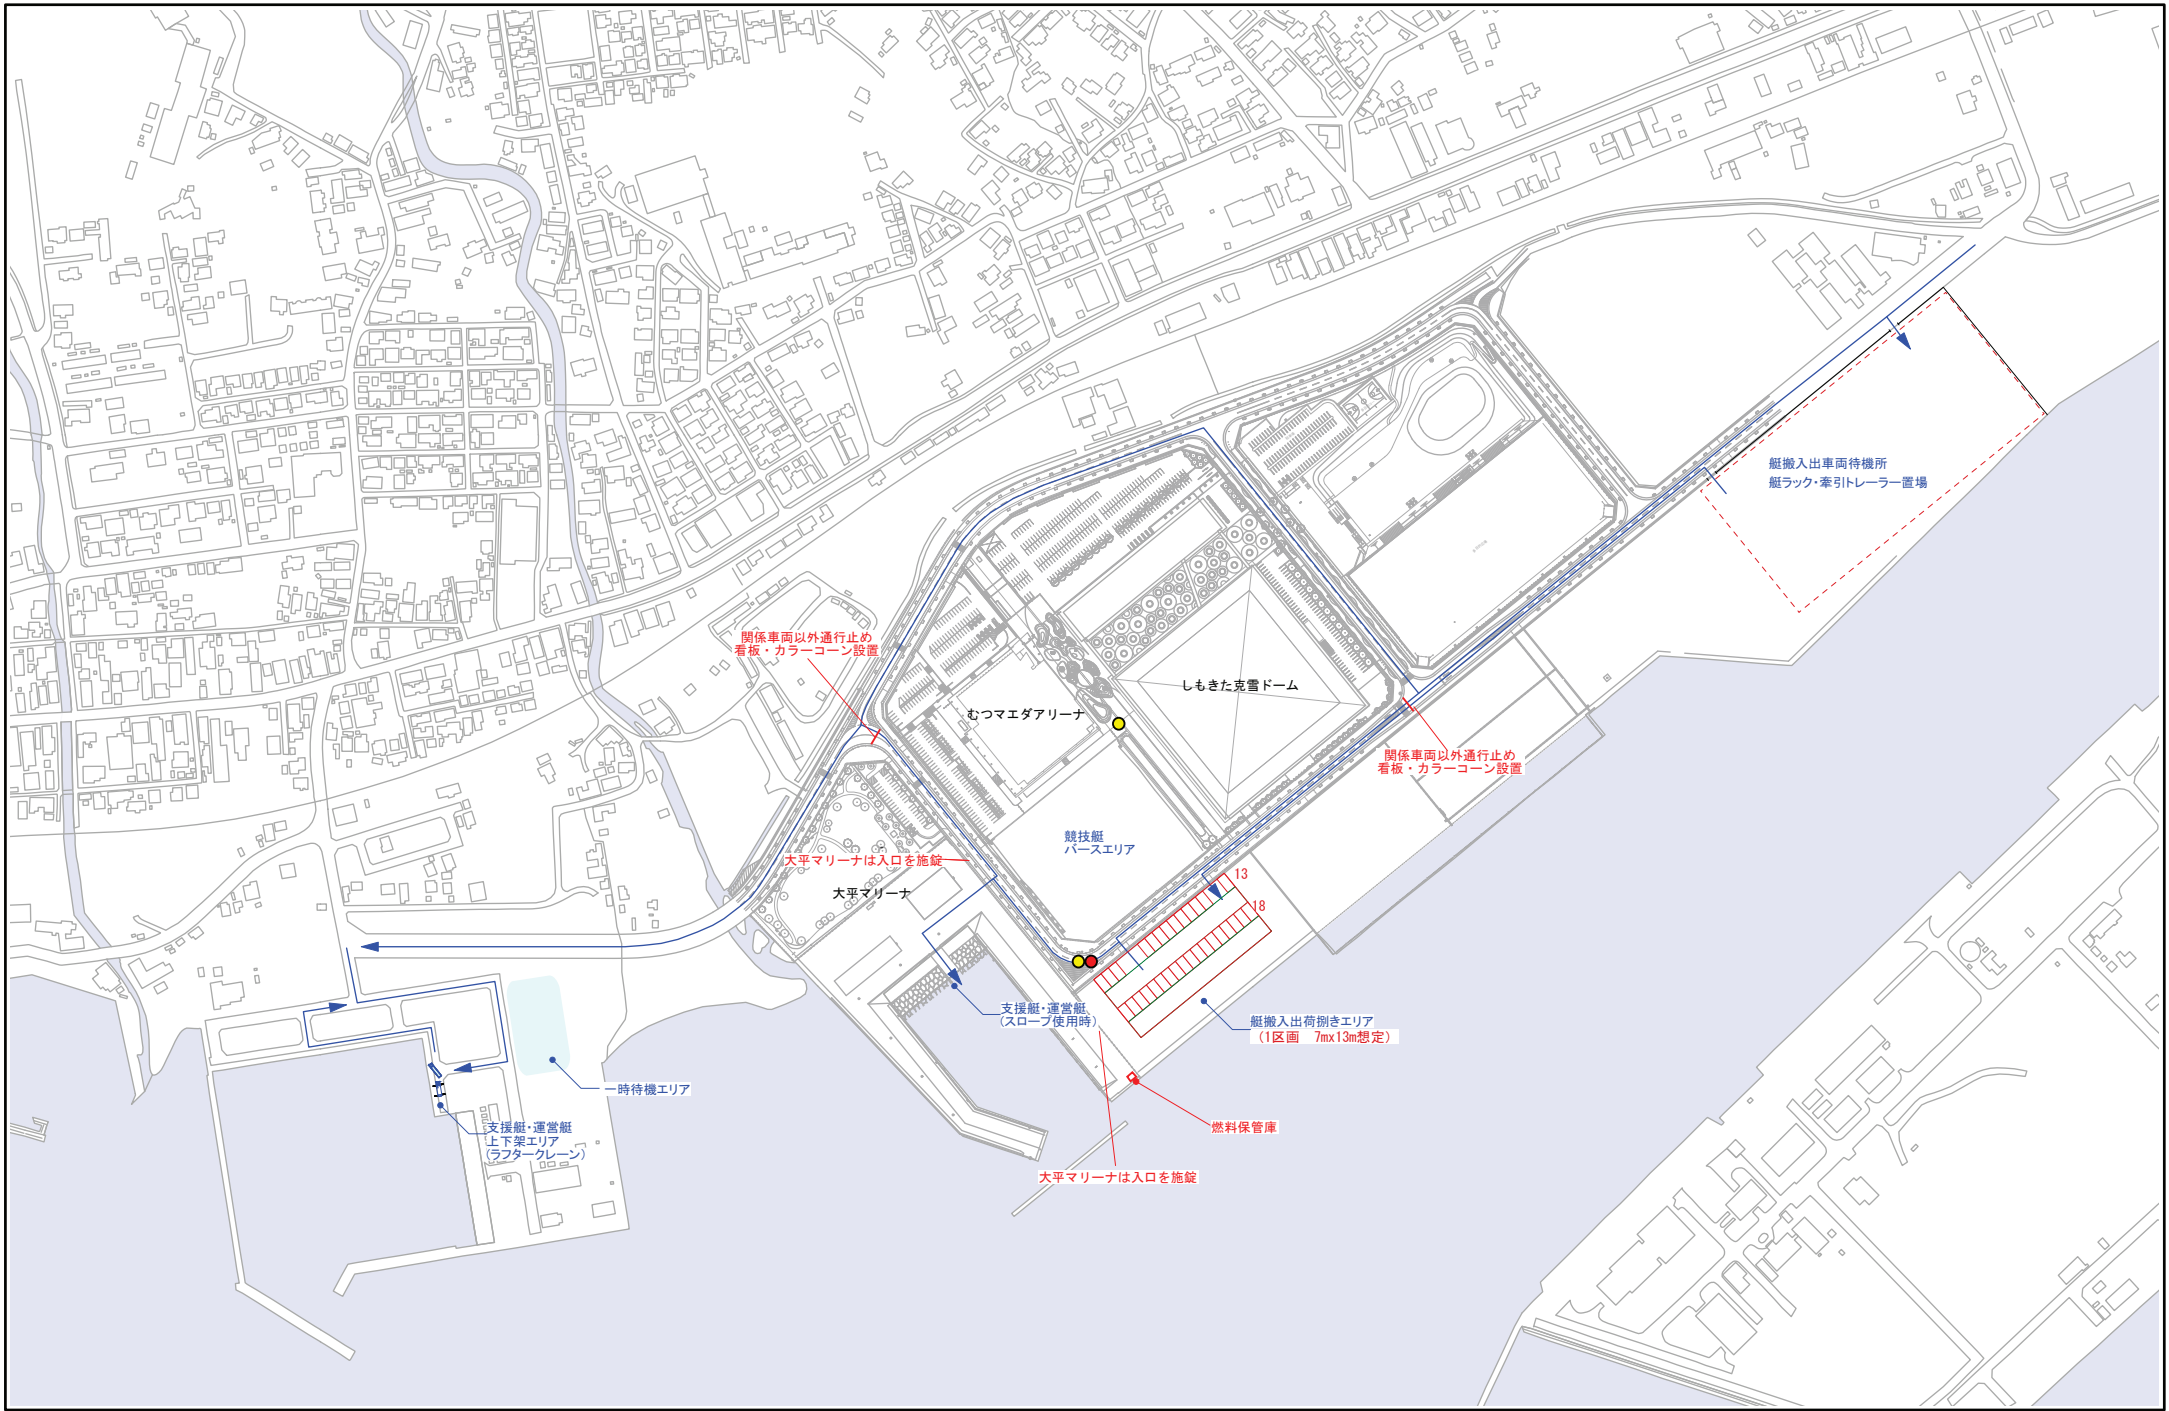 艇搬入出車両待機所
艇ラック・牽引トレーラー置場
関係車両以外通行止め
看板・カラーコーン設置
しもきた克雪ドーム
むつマエダアリーナ
関係車両以外通行止め
看板・カラーコーン設置
競技艇
バースエリア
大平マリーナは入口を施錠
大平マリーナ
13
18
支援艇・運営艇
(スロープ使用時)
艇搬入出荷捌きエリア
(1区画 7mx13m想定)
一時待機エリア
支援艇・運営艇
上下架エリア
(ラフタークレーン)
燃料保管庫
大平マリーナは入口を施錠